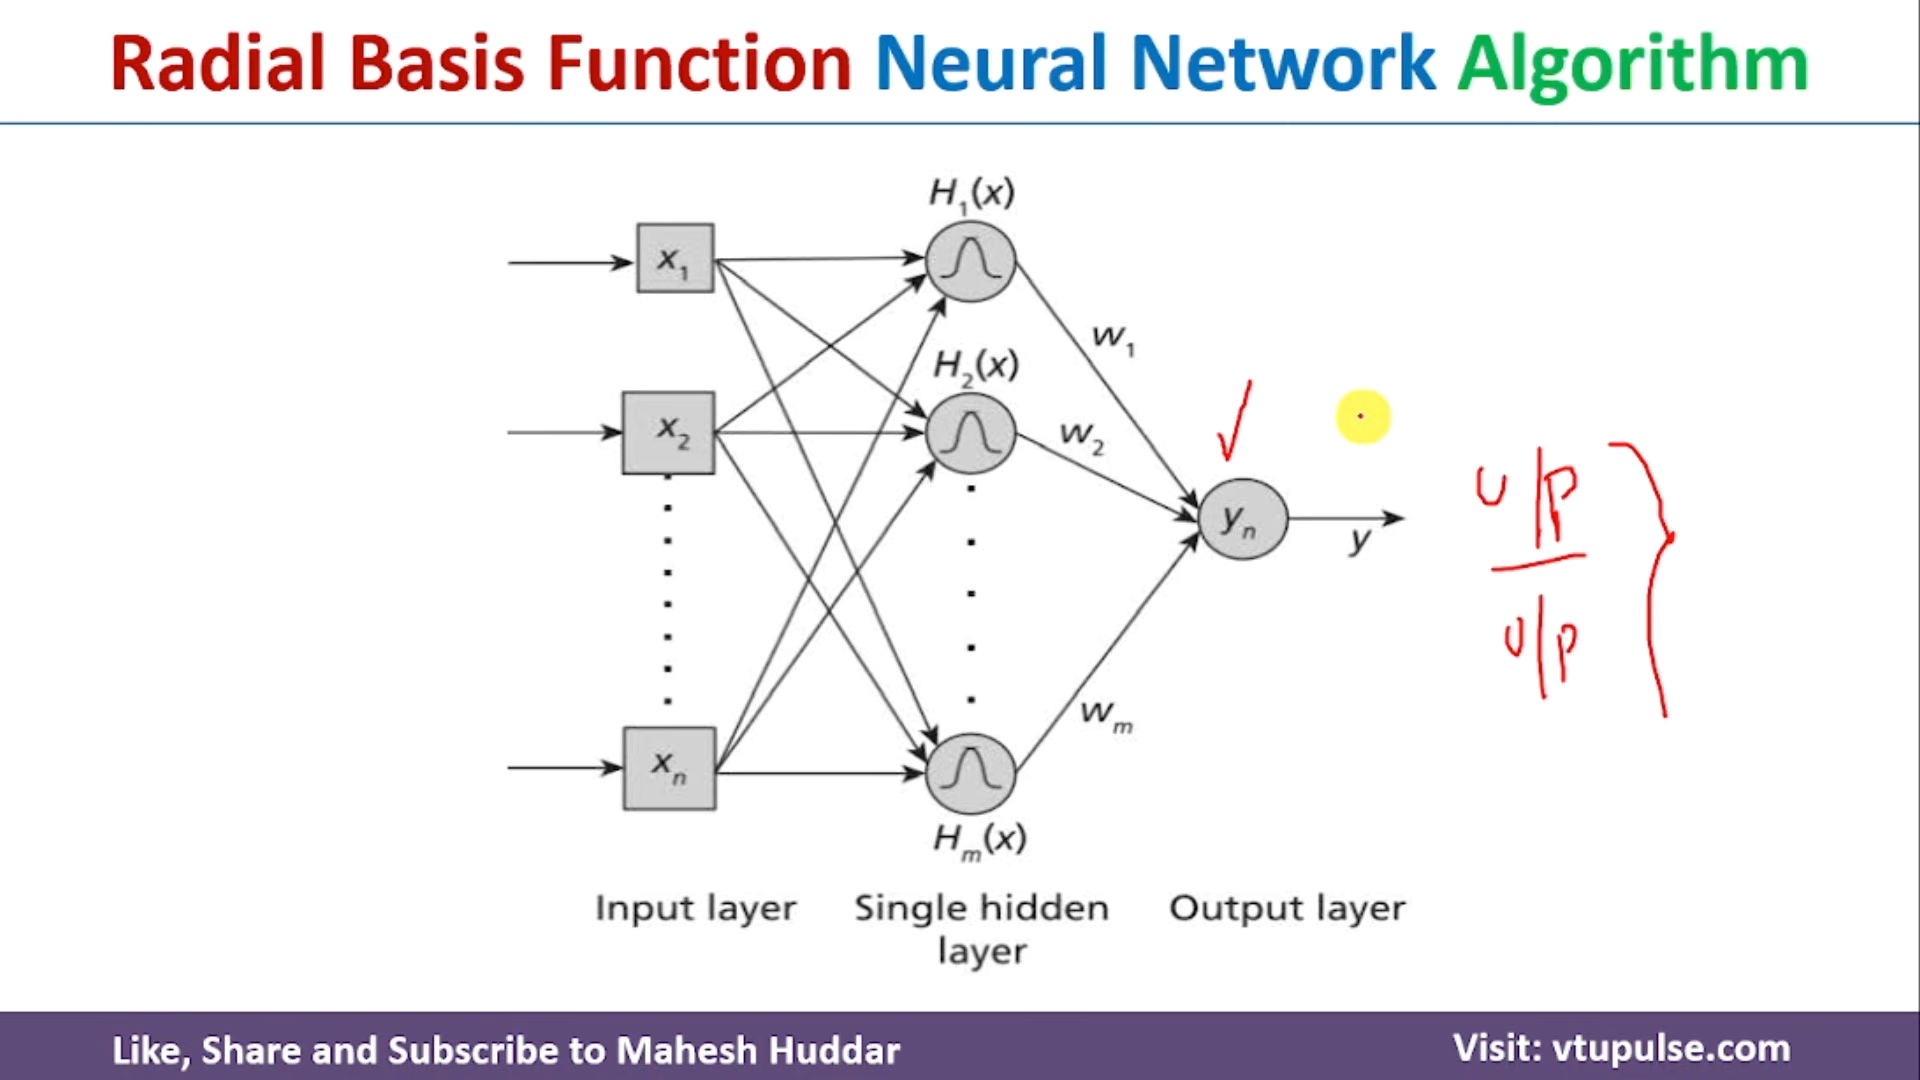 Radial Basis Function Neural Network Algorithm
H₁(x)
x₁
w₁
H₂(x)
x₂
w₂
yₙ
y
o/p
o/p
wₘ
xₙ
Hₘ(x)
Input layer
Single hidden
layer
Output layer
Like, Share and Subscribe to Mahesh Huddar
Visit: vtupulse.com